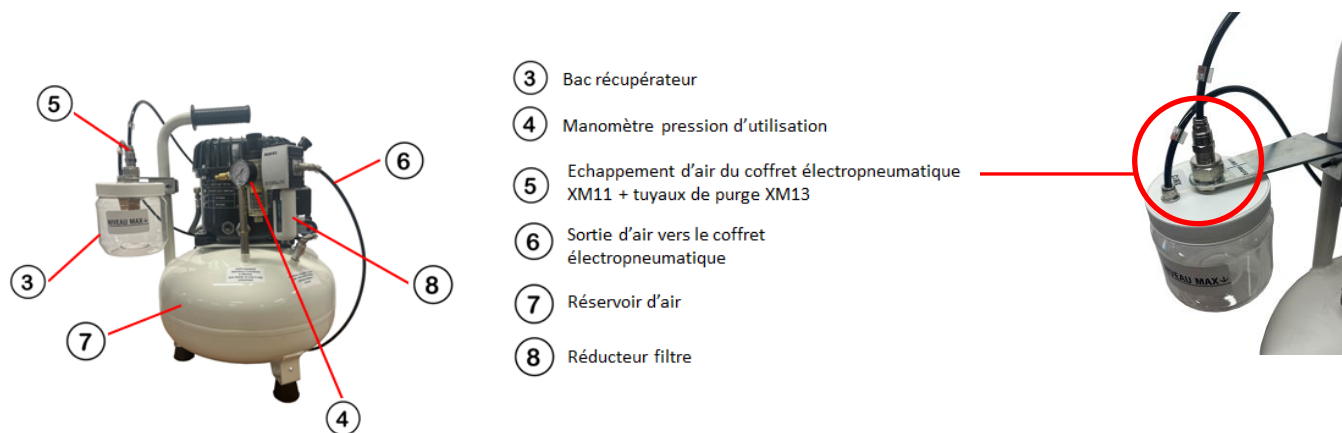 5
6
3
8
7
4
NIVEAU MAX↓
3 Bac récupérateur
4 Manomètre pression d'utilisation
5 Echappement d'air du coffret électropneumatique
XM11 + tuyaux de purge XM13
6 Sortie d'air vers le coffret
électropneumatique
7 Réservoir d'air
8 Réducteur filtre
NIVEAU MAX↓